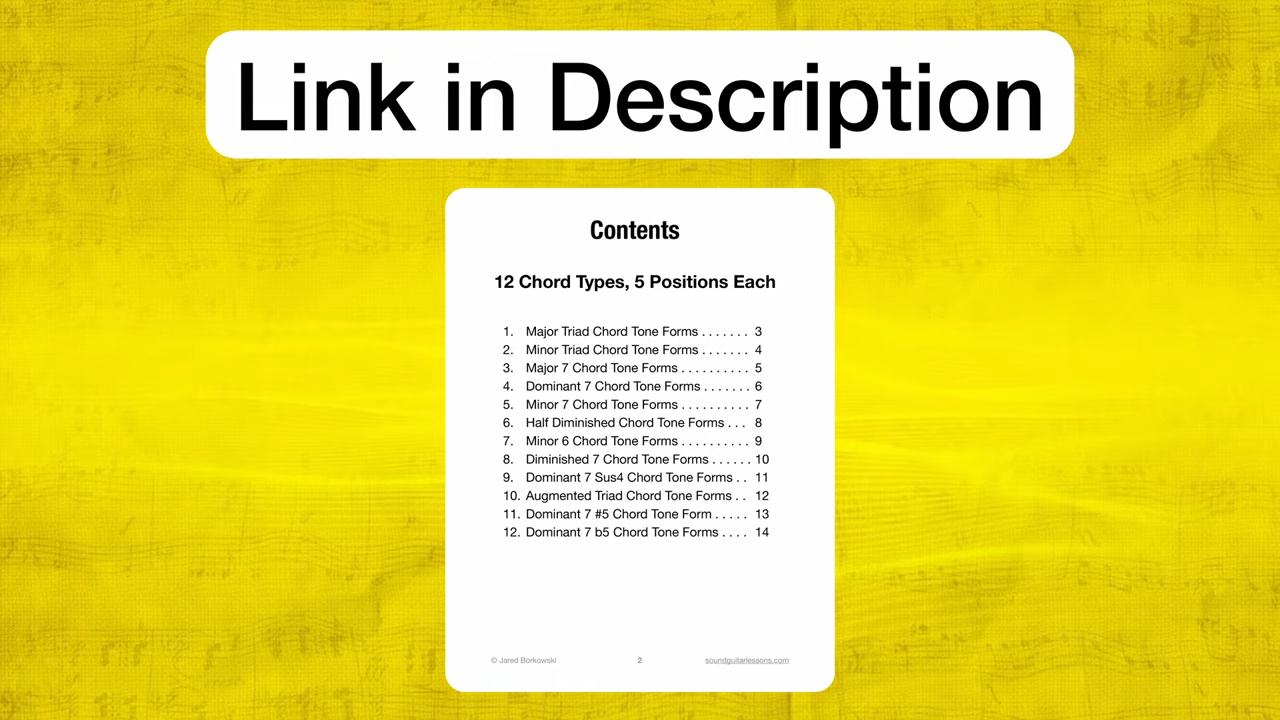 Link in Description
Contents
12 Chord Types, 5 Positions Each
1. Major Triad Chord Tone Forms . . . . . . . 3
2. Minor Triad Chord Tone Forms . . . . . . . 4
3. Major 7 Chord Tone Forms . . . . . . . . . . 5
4. Dominant 7 Chord Tone Forms . . . . . . . 6
5. Minor 7 Chord Tone Forms . . . . . . . . . . 7
6. Half Diminished Chord Tone Forms . . . 8
7. Minor 6 Chord Tone Forms . . . . . . . . . . 9
8. Diminished 7 Chord Tone Forms . . . . . . 10
9. Dominant 7 Sus4 Chord Tone Forms . . 11
10. Augmented Triad Chord Tone Forms . . 12
11. Dominant 7 #5 Chord Tone Form . . . . . 13
12. Dominant 7 b5 Chord Tone Forms . . . . 14
© Jared Borkowski 2 soundguitarlessons.com